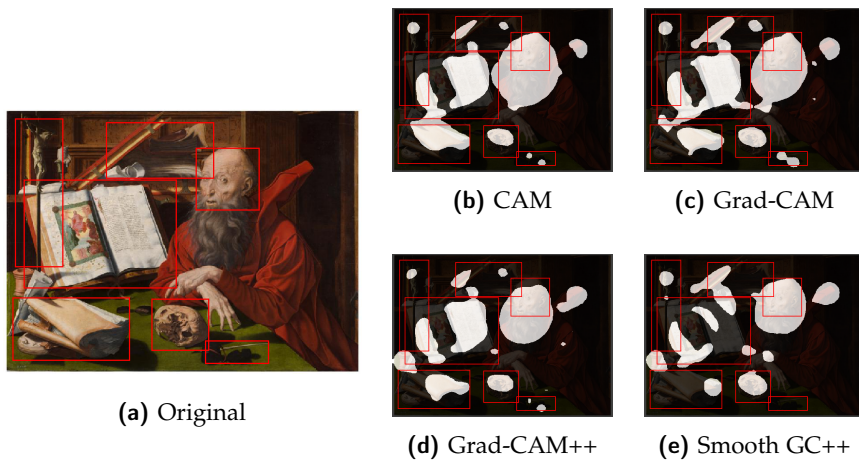 (a) Original
(b) CAM
(c) Grad-CAM
(d) Grad-CAM++
(e) Smooth GC++